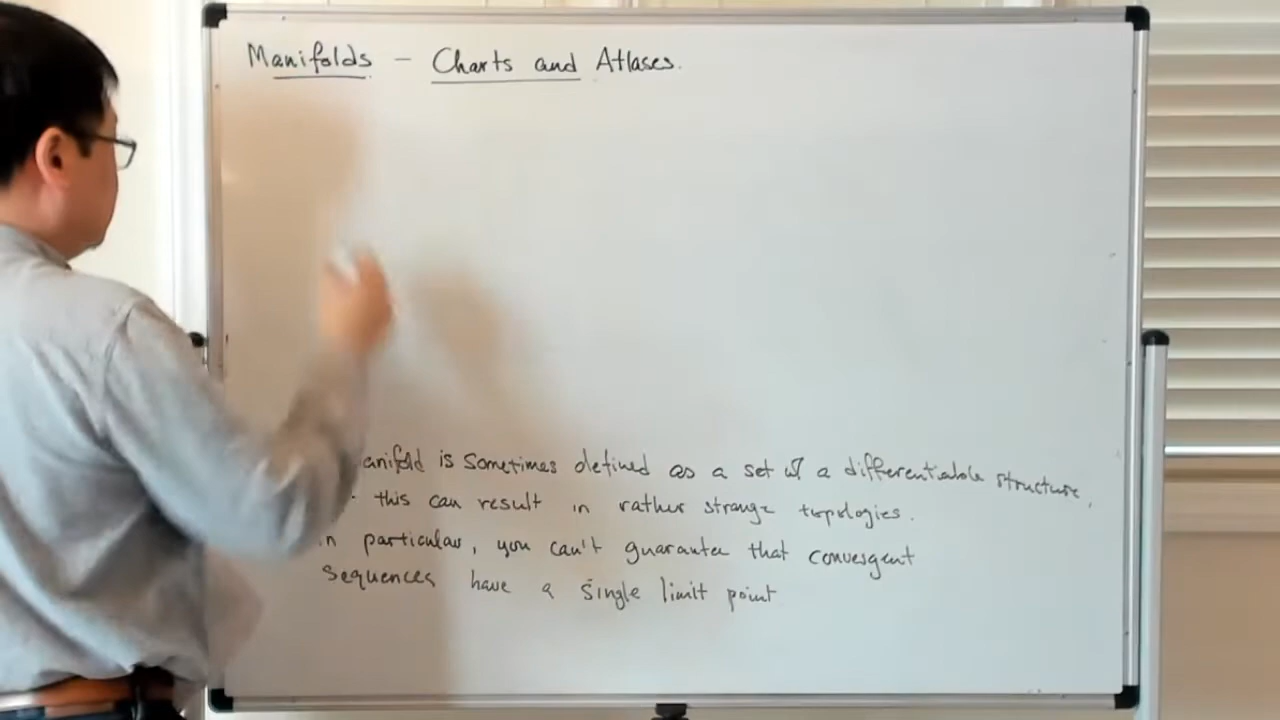 Manifolds - Charts and Atlases.
anifold is sometimes defined as a set w/ a differentiable structure,
this can result in rather strange topologies.
In particular, you can't guarantee that convergent
sequences have a single limit point